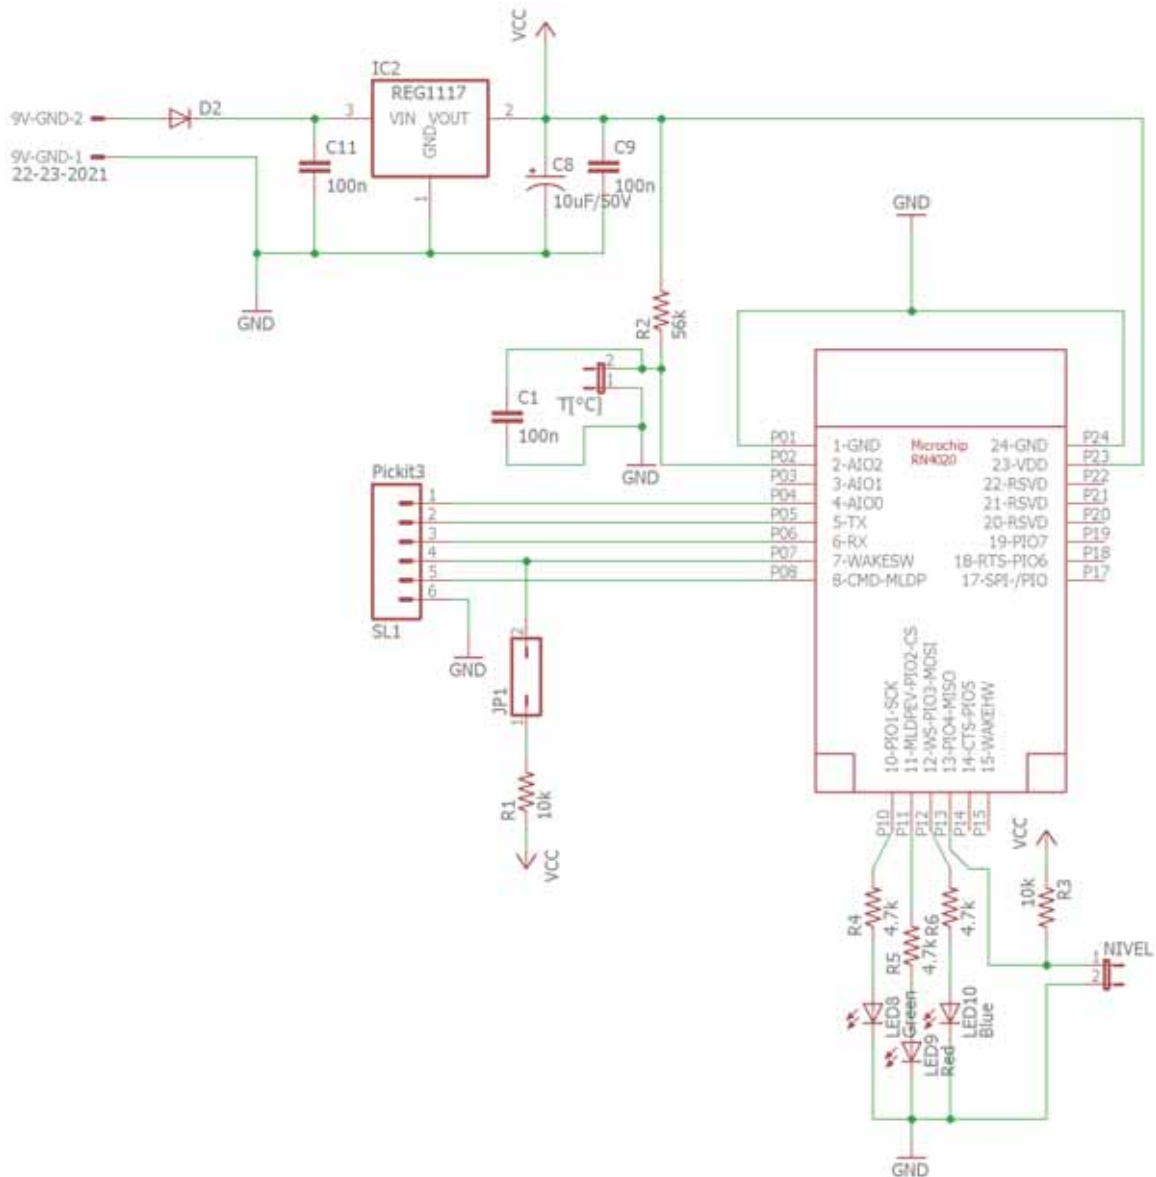 VCC
IC2
REG1117
9V-GND-2
D2
3
VIN
VOUT
2
GND
9V-GND-1
22-23-2021
C11
100n
1
C8
10uF/50V
C9
100n
GND
GND
R2
56k
2
1
T[°C]
C1
100n
GND
Pickit3
1
2
3
4
5
6
SL1
GND
2
JP1
1
R1
10k
VCC
Microchip
RN4020
P01
P02
P03
P04
P05
P06
P07
P08
1-GND
2-AIO2
3-AIO1
4-AIO0
5-TX
6-RX
7-WAKESW
8-CMD-MLDP
24-GND
23-VDD
22-RSVD
21-RSVD
20-RSVD
19-PIO7
18-RTS-PIO6
17-SPI-/PIO
P24
P23
P22
P21
P20
P19
P18
P17
10-PIO1-SCK
11-MLDPEV-PIO2-CS
12-WS-PIO3-MOSI
13-PIO4-MISO
14-CTS-PIO5
15-WAKEHW
P10
P11
P12
P13
P14
P15
VCC
10k
R3
R4
4.7k
R5
4.7k
R6
4.7k
NIVEL
1
2
LED8
Green
LED9
Red
LED10
Blue
GND